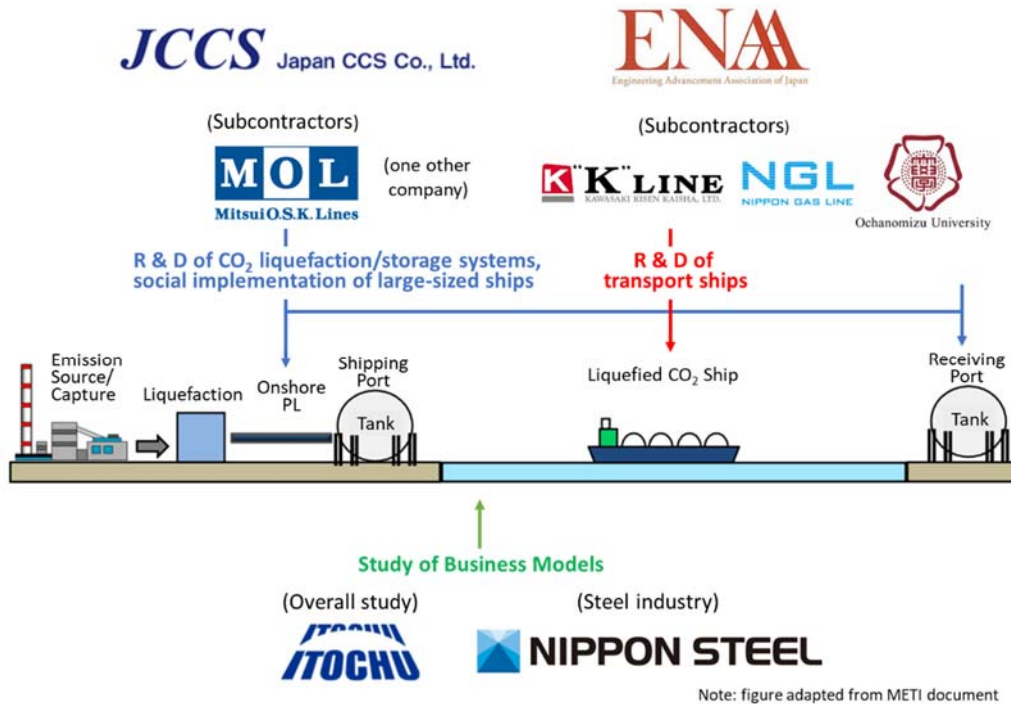 JCCS Japan CCS Co., Ltd.
ENAA
Engineering Advancement Association of Japan
(Subcontractors)
MOL
Mitsui O.S.K. Lines
(one other
company)
(Subcontractors)
K "K" LINE
KAWASAKI KISEN KAISHA, LTD.
NGL
NIPPON GAS LINE
Ochanomizu University
R & D of CO₂ liquefaction/storage systems,
social implementation of large-sized ships
R & D of
transport ships
Emission
Source/
Capture
Liquefaction
Onshore
PL
Shipping
Port
Tank
Liquefied CO₂ Ship
Receiving
Port
Tank
Study of Business Models
(Overall study)
ITOCHU
(Steel industry)
NIPPON STEEL
Note: figure adapted from METI document